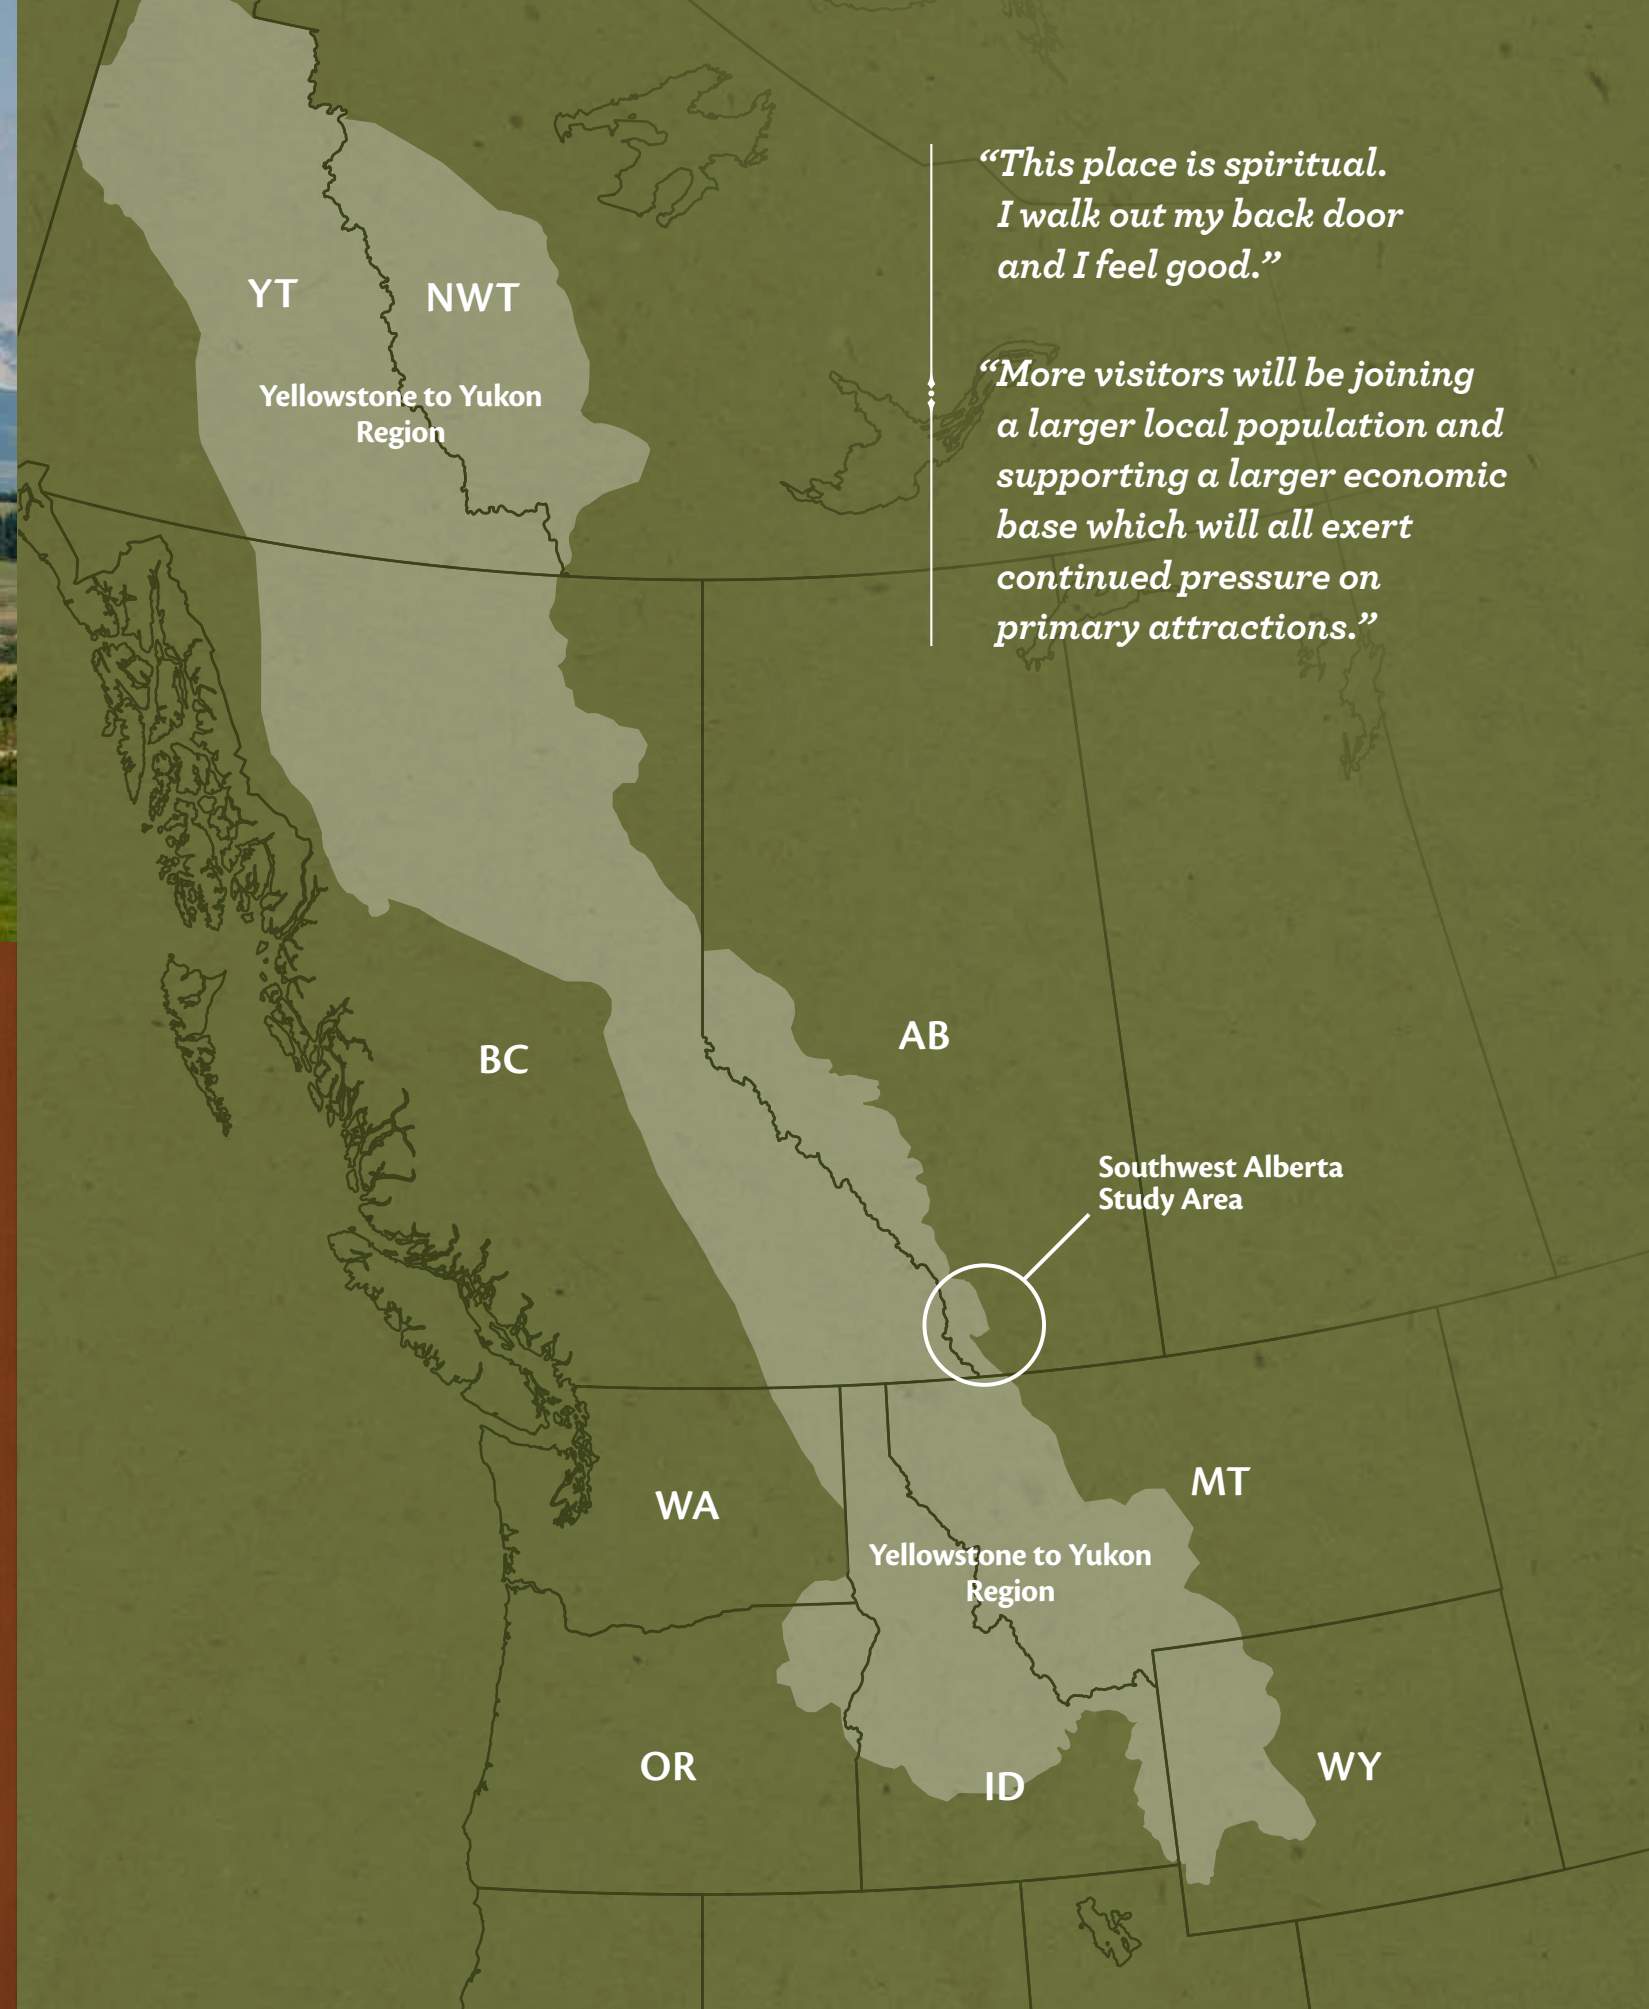 “This place is spiritual.
I walk out my back door
and I feel good.”
“More visitors will be joining
a larger local population and
supporting a larger economic
base which will all exert
continued pressure on
primary attractions.”
YT
NWT
Yellowstone to Yukon
Region
BC
AB
Southwest Alberta
Study Area
WA
MT
Yellowstone to Yukon
Region
OR
ID
WY